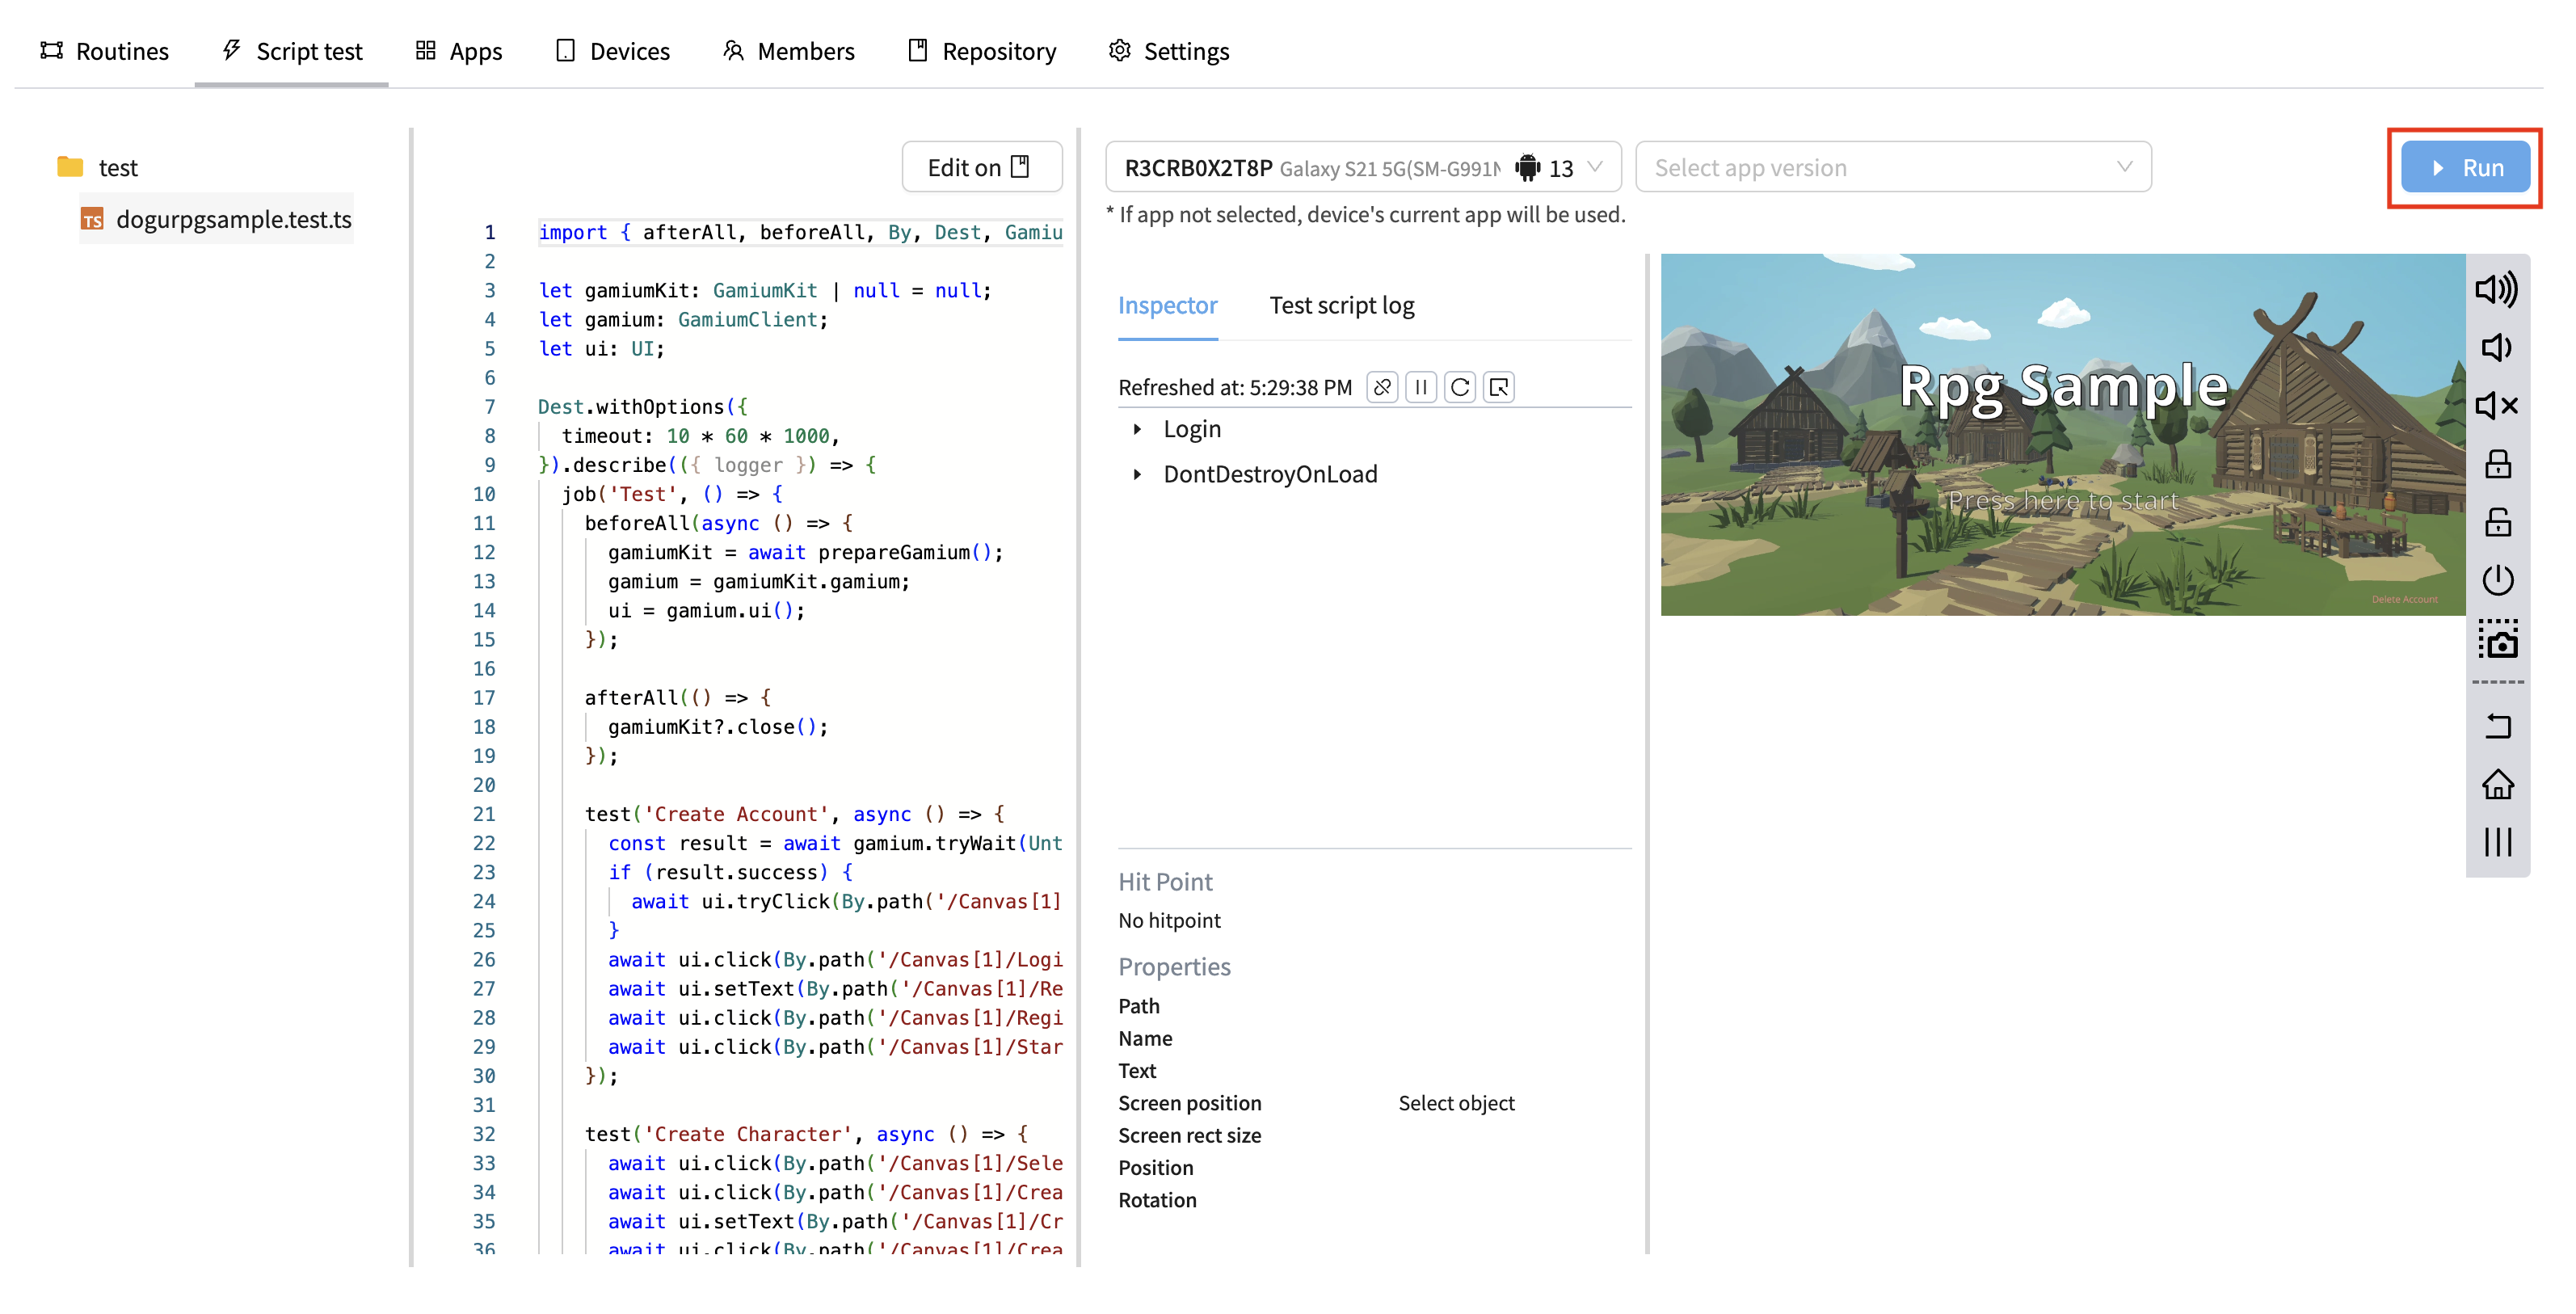 Routines
Script test
Apps
Devices
Members
Repository
Settings
test
TS dogurpgsample.test.ts
Edit on
1 import { afterAll, beforeAll, By, Dest, Gamiu
2
3 let gamiumKit: GamiumKit | null = null;
4 let gamium: GamiumClient;
5 let ui: UI;
6
7 Dest.withOptions({
8 timeout: 10 * 60 * 1000,
9 }).describe(({ logger }) => {
10 job('Test', () => {
11 beforeAll(async () => {
12 gamiumKit = await prepareGamium();
13 gamium = gamiumKit.gamium;
14 ui = gamium.ui();
15 });
16
17 afterAll(() => {
18 gamiumKit?.close();
19 });
20
21 test('Create Account', async () => {
22 const result = await gamium.tryWait(Unt
23 if (result.success) {
24 await ui.tryClick(By.path('/Canvas[1]
25 }
26 await ui.click(By.path('/Canvas[1]/Logi
27 await ui.setText(By.path('/Canvas[1]/Re
28 await ui.click(By.path('/Canvas[1]/Regi
29 await ui.click(By.path('/Canvas[1]/Star
30 });
31
32 test('Create Character', async () => {
33 await ui.click(By.path('/Canvas[1]/Sele
34 await ui.click(By.path('/Canvas[1]/Crea
35 await ui.setText(By.path('/Canvas[1]/Cr
36 await ui.click(By.path('/Canvas[1]/Crea
R3CRB0X2T8P Galaxy S21 5G(SM-G991N 13
Select app version
Run
* If app not selected, device's current app will be used.
Inspector
Test script log
Refreshed at: 5:29:38 PM
Login
DontDestroyOnLoad
Hit Point
No hitpoint
Properties
Path
Name
Text
Screen position Select object
Screen rect size
Position
Rotation
Rpg Sample
Press here to start
Delete Account